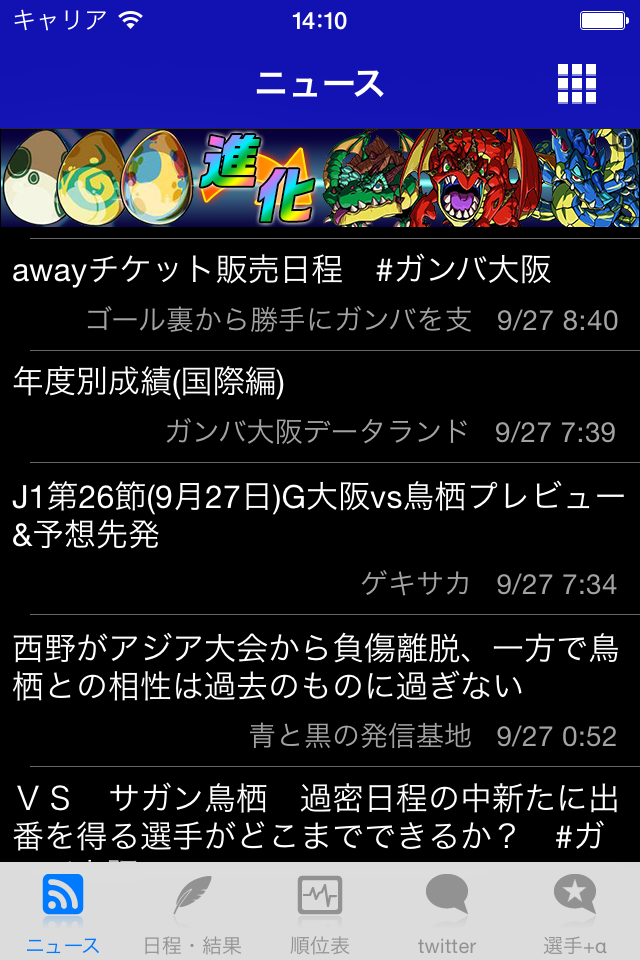 キャリア 14:10
ニュース
進化
awayチケット販売日程　#ガンバ大阪
ゴール裏から勝手にガンバを支 9/27 8:40
年度別成績(国際編)
ガンバ大阪データランド 9/27 7:39
J1第26節(9月27日)G大阪vs鳥栖プレビュー
&予想先発
ゲキサカ 9/27 7:34
西野がアジア大会から負傷離脱、一方で鳥
栖との相性は過去のものに過ぎない
青と黒の発信基地 9/27 0:52
ＶＳ　サガン鳥栖　過密日程の中新たに出
番を得る選手がどこまでできるか？　#ガ
ニュース 日程・結果 順位表 twitter 選手+α